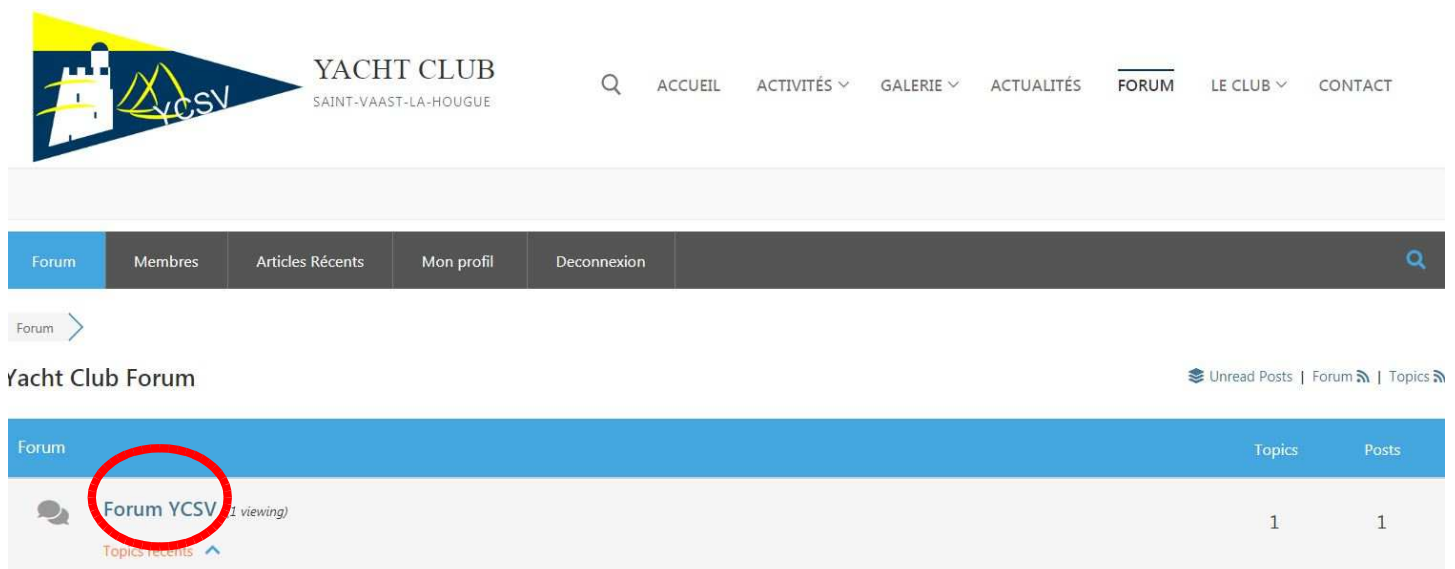 YCSV
YACHT CLUB
SAINT-VAAST-LA-HOUGUE
ACCUEIL ACTIVITÉS GALERIE ACTUALITÉS FORUM LE CLUB CONTACT
Forum Membres Articles Récents Mon profil Deconnexion
Forum
Yacht Club Forum
Unread Posts | Forum | Topics
Forum Topics Posts
Forum YCSV (1 viewing) 1 1
Topics récents